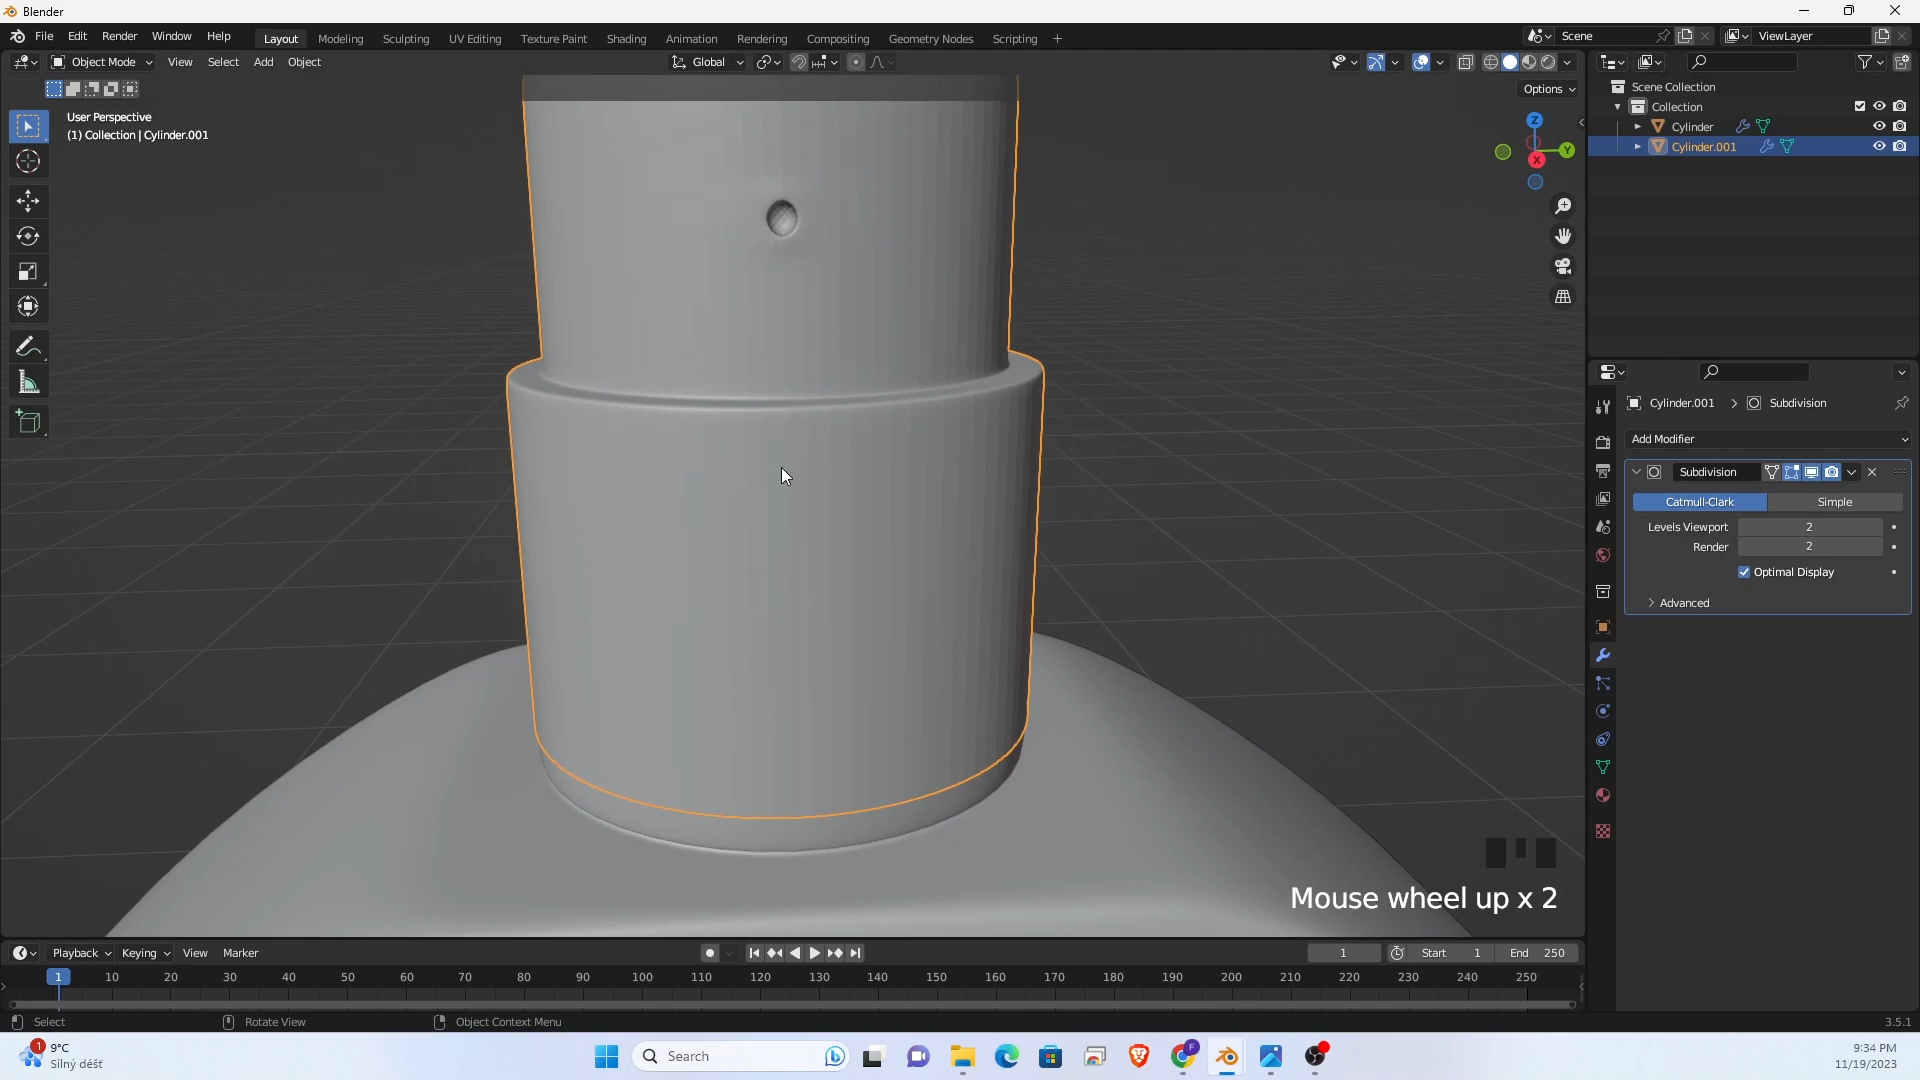 Blender
File Edit Render Window Help Layout Modeling Sculpting UV Editing Texture Paint Shading Animation Rendering Compositing Geometry Nodes Scripting + Scene ViewLayer
Object Mode View Select Add Object Global
Options
User Perspective
(1) Collection | Cylinder.001
Z
Y
X
Scene Collection
Collection
Cylinder
Cylinder.001
Cylinder.001 > Subdivision
Add Modifier
Subdivision
Catmull-Clark Simple
Levels Viewport 2
Render 2
Optimal Display
Advanced
Mouse wheel up x 2
Playback Keying View Marker 1 Start 1 End 250
1 10 20 30 40 50 60 70 80 90 100 110 120 130 140 150 160 170 180 190 200 210 220 230 240 250
Select Rotate View Object Context Menu 3.5.1
1 9°C
Silný déšť
Search
9:34 PM
11/19/2023